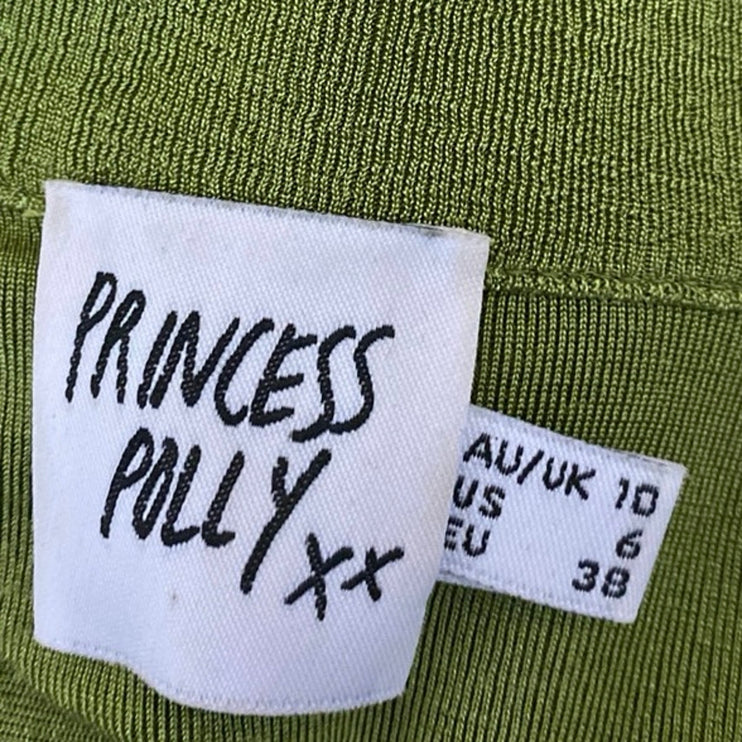 PRINCESS
POLLY
xx
AU/UK 10
US 6
EU 38